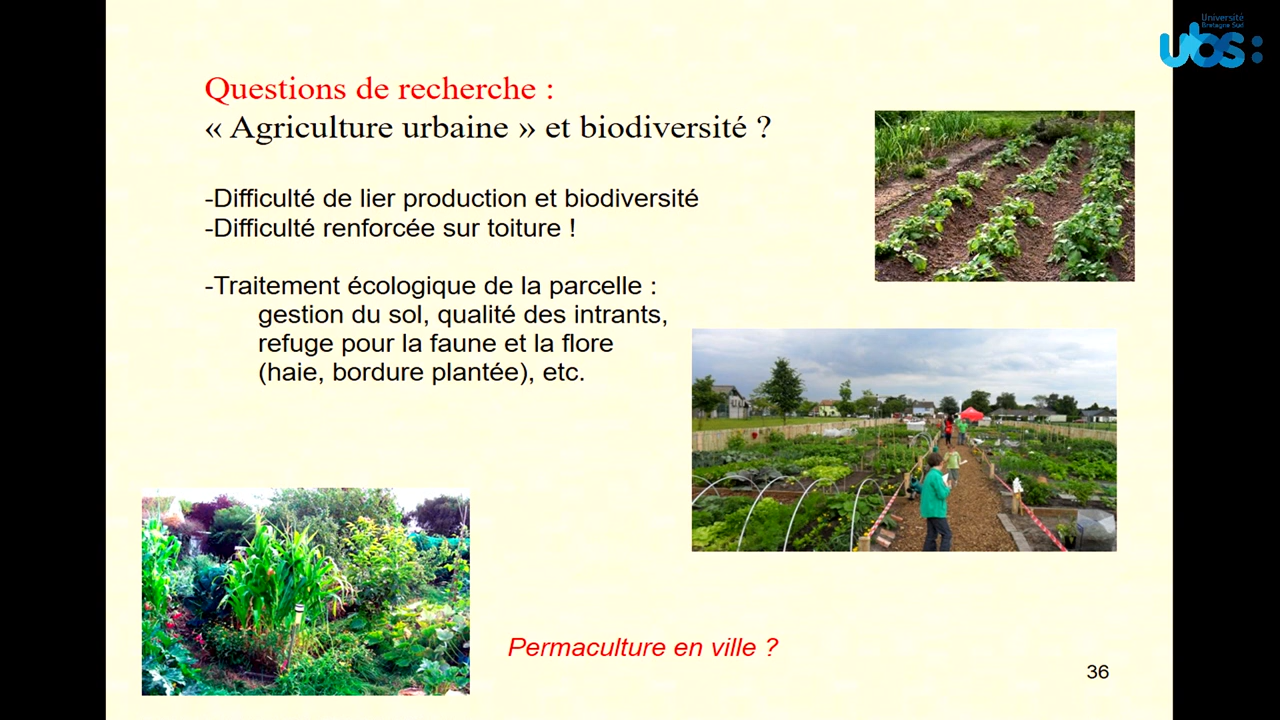 Université
Bretagne Sud
ubs:
Questions de recherche :
« Agriculture urbaine » et biodiversité ?
-Difficulté de lier production et biodiversité
-Difficulté renforcée sur toiture !
-Traitement écologique de la parcelle :
gestion du sol, qualité des intrants,
refuge pour la faune et la flore
(haie, bordure plantée), etc.
Permaculture en ville ?
36